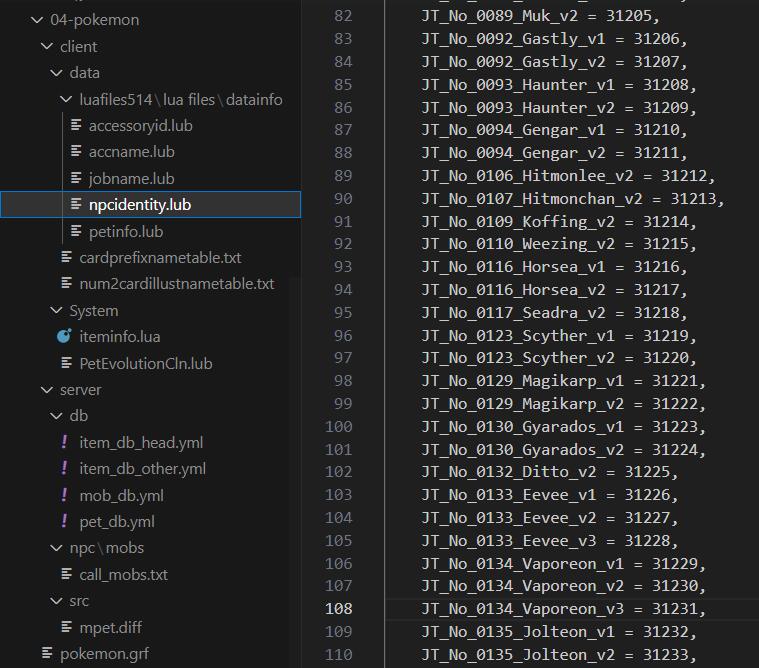 04-pokemon
client
data
luafiles514\lua files\datainfo
accessoryid.lub
accname.lub
jobname.lub
npcidentity.lub
petinfo.lub
cardprefixnametable.txt
num2cardillustnametable.txt
System
iteminfo.lua
PetEvolutionCln.lub
server
db
! item_db_head.yml
! item_db_other.yml
! mob_db.yml
! pet_db.yml
npc\mobs
call_mobs.txt
src
mpet.diff
pokemon.grf
82 JT_No_0089_Muk_v2 = 31205,
83 JT_No_0092_Gastly_v1 = 31206,
84 JT_No_0092_Gastly_v2 = 31207,
85 JT_No_0093_Haunter_v1 = 31208,
86 JT_No_0093_Haunter_v2 = 31209,
87 JT_No_0094_Gengar_v1 = 31210,
88 JT_No_0094_Gengar_v2 = 31211,
89 JT_No_0106_Hitmonlee_v2 = 31212,
90 JT_No_0107_Hitmonchan_v2 = 31213,
91 JT_No_0109_Koffing_v2 = 31214,
92 JT_No_0110_Weezing_v2 = 31215,
93 JT_No_0116_Horsea_v1 = 31216,
94 JT_No_0116_Horsea_v2 = 31217,
95 JT_No_0117_Seadra_v2 = 31218,
96 JT_No_0123_Scyther_v1 = 31219,
97 JT_No_0123_Scyther_v2 = 31220,
98 JT_No_0129_Magikarp_v1 = 31221,
99 JT_No_0129_Magikarp_v2 = 31222,
100 JT_No_0130_Gyarados_v1 = 31223,
101 JT_No_0130_Gyarados_v2 = 31224,
102 JT_No_0132_Ditto_v2 = 31225,
103 JT_No_0133_Eevee_v1 = 31226,
104 JT_No_0133_Eevee_v2 = 31227,
105 JT_No_0133_Eevee_v3 = 31228,
106 JT_No_0134_Vaporeon_v1 = 31229,
107 JT_No_0134_Vaporeon_v2 = 31230,
108 JT_No_0134_Vaporeon_v3 = 31231,
109 JT_No_0135_Jolteon_v1 = 31232,
110 JT_No_0135_Jolteon_v2 = 31233,